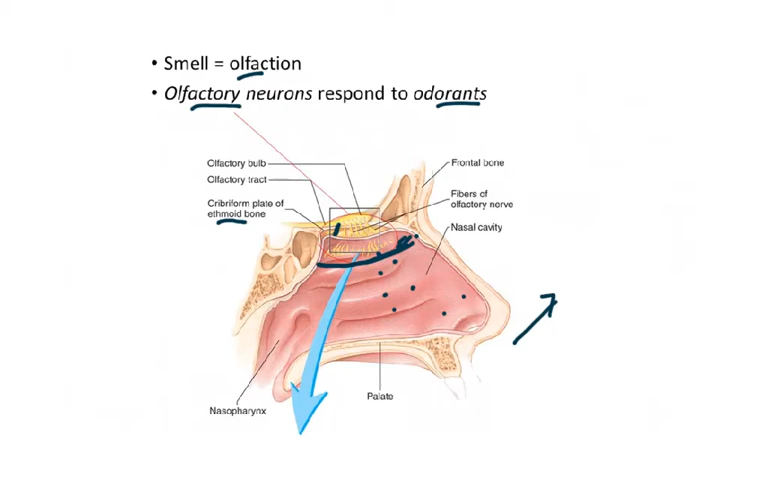 • Smell = olfaction
• Olfactory neurons respond to odorants
Olfactory bulb
Frontal bone
Olfactory tract
Cribriform plate of
ethmoid bone
Fibers of
olfactory nerve
Nasal cavity
Palate
Nasopharynx